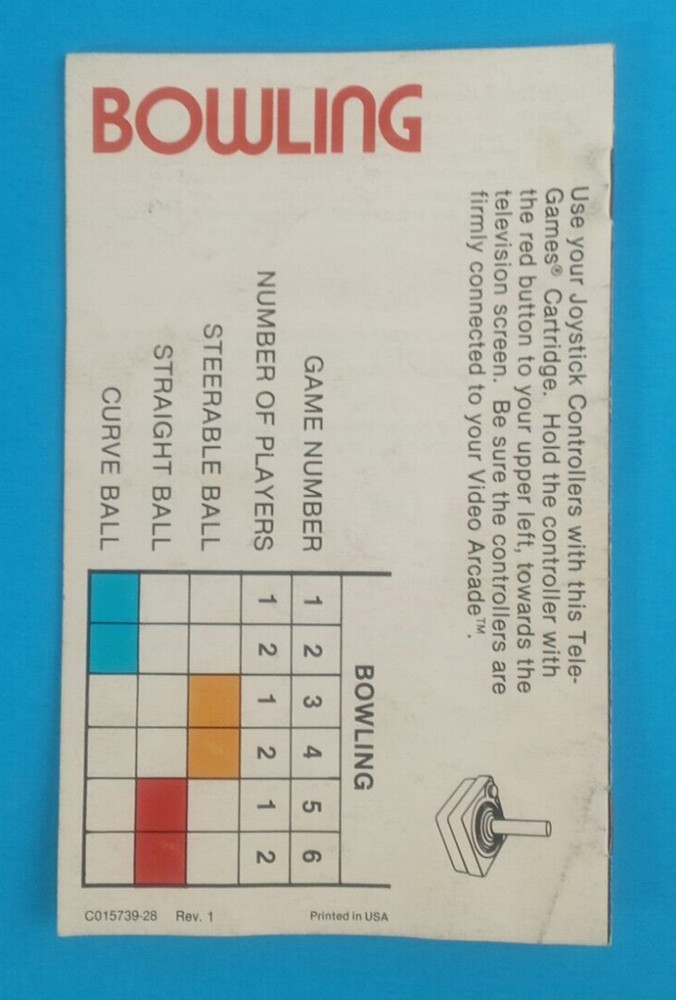 BOWLING
Use your Joystick Controllers with this Tele-
Games® Cartridge. Hold the controller with
the red button to your upper left, towards the
television screen. Be sure the controllers are
firmly connected to your Video Arcade™.
BOWLING
GAME NUMBER 1 2 3 4 5 6
NUMBER OF PLAYERS 1 2 1 2 1 2
STEERABLE BALL
STRAIGHT BALL
CURVE BALL
C015739-28 Rev. 1 Printed in USA